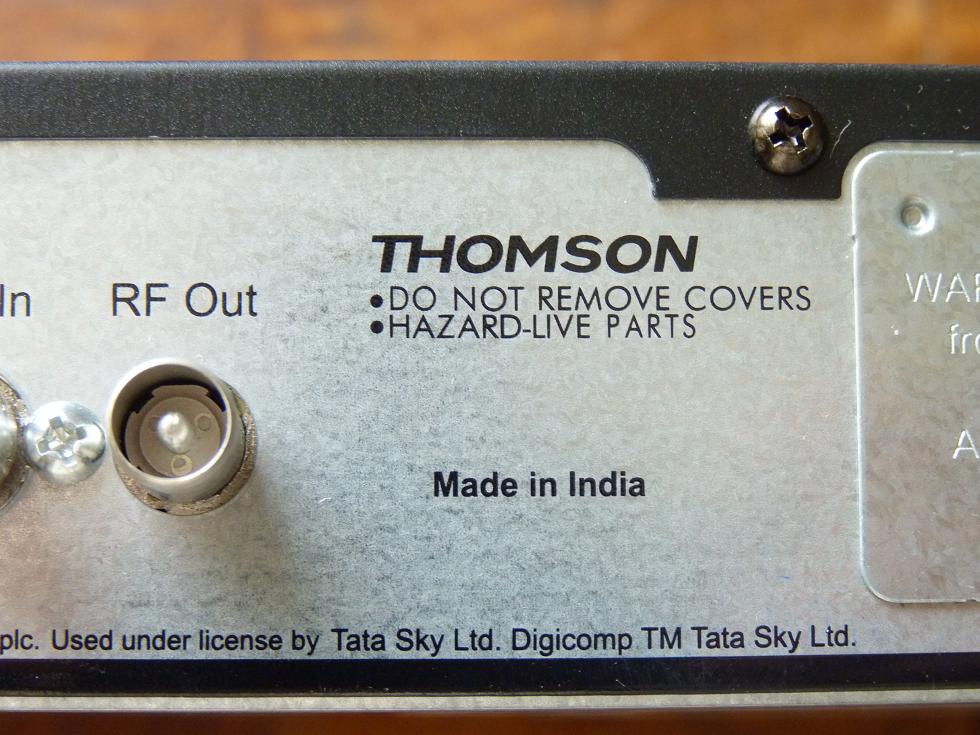 In
RF Out
THOMSON
•DO NOT REMOVE COVERS
•HAZARD-LIVE PARTS
Made in India
plc. Used under license by Tata Sky Ltd. Digicomp TM Tata Sky Ltd.